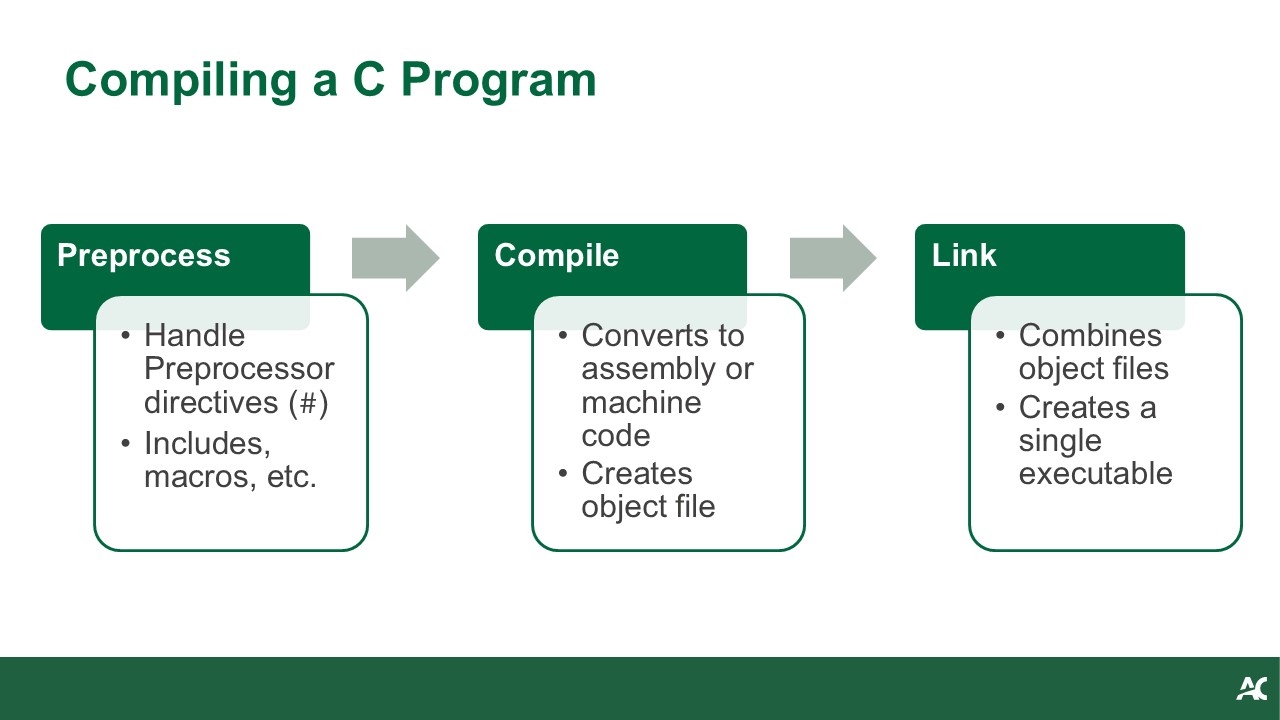 Compiling a C Program
Preprocess
• Handle
Preprocessor
directives (#)
• Includes,
macros, etc.
Compile
• Converts to
assembly or
machine
code
• Creates
object file
Link
• Combines
object files
• Creates a
single
executable
AC